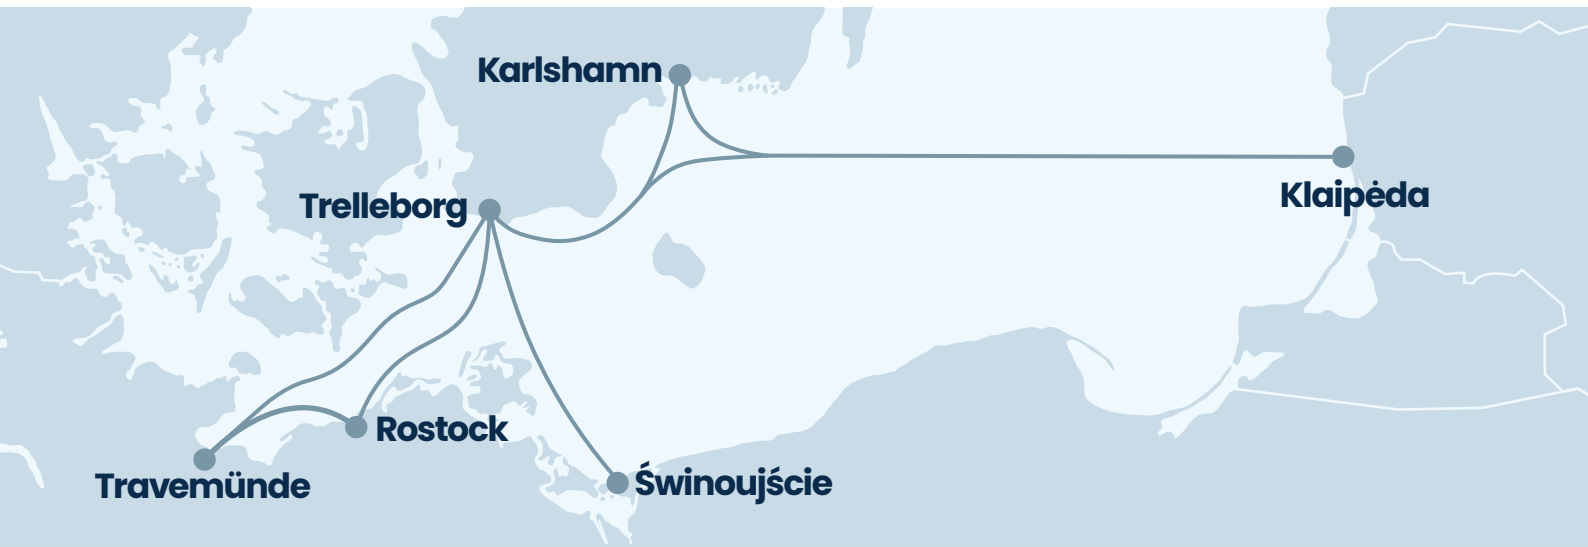 Karlshamn
Klaipėda
Trelleborg
Rostock
Travemünde
Świnoujście